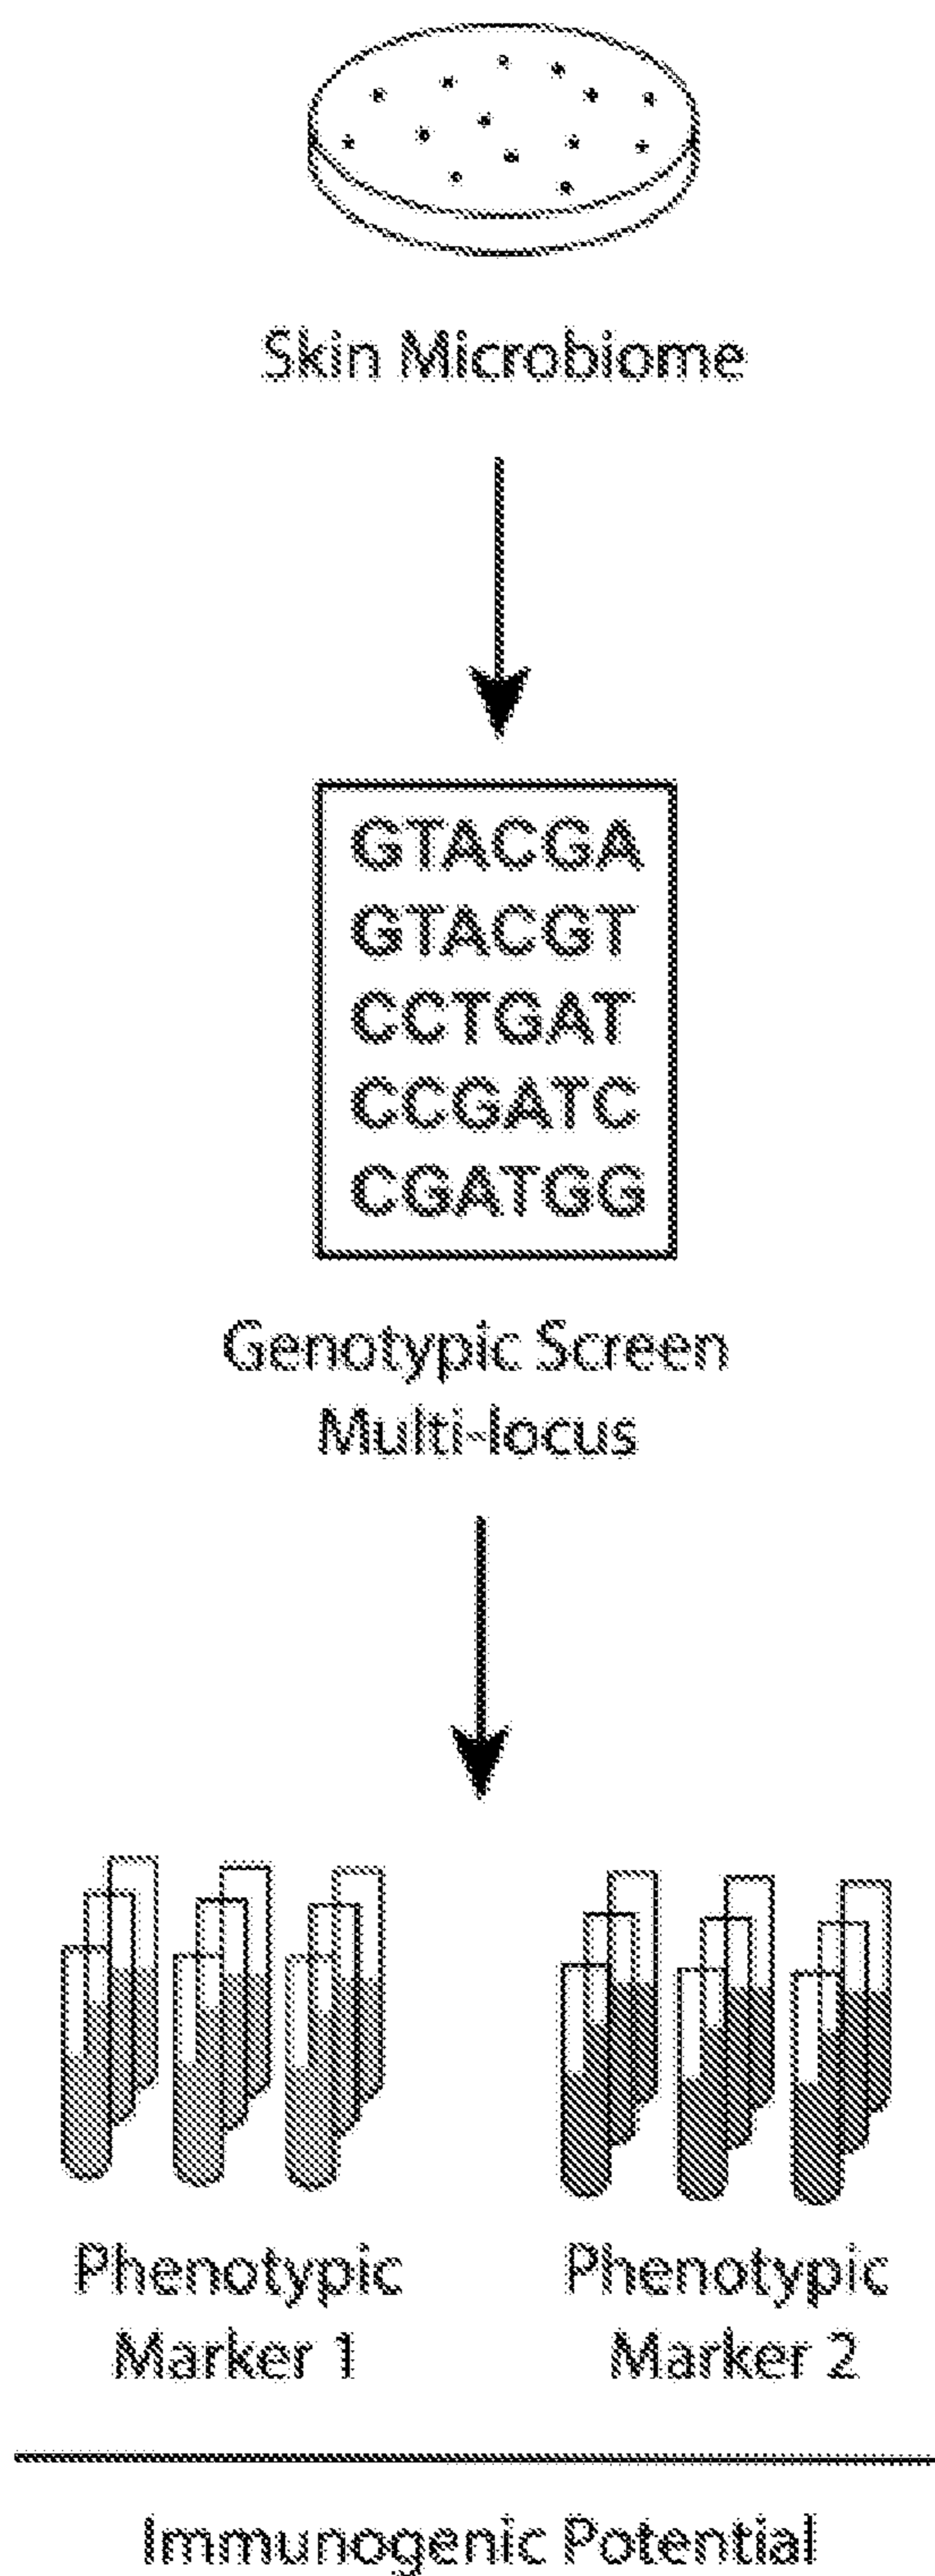 Skin Microbiome
GTACGA
GTACGT
CCTGAT
CCGATC
CGATGG
Genotypic Screen
Multi-locus
Phenotypic
Marker 1
Phenotypic
Marker 2
Immunogenic Potential